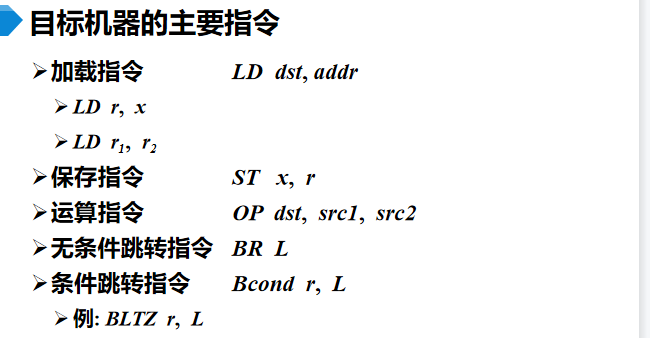 目标机器的主要指令
➢加载指令 LD dst, addr
➢LD r, x
➢LD r₁, r₂
➢保存指令 ST x, r
➢运算指令 OP dst, src1, src2
➢无条件跳转指令 BR L
➢条件跳转指令 Bcond r, L
➢例: BLTZ r, L